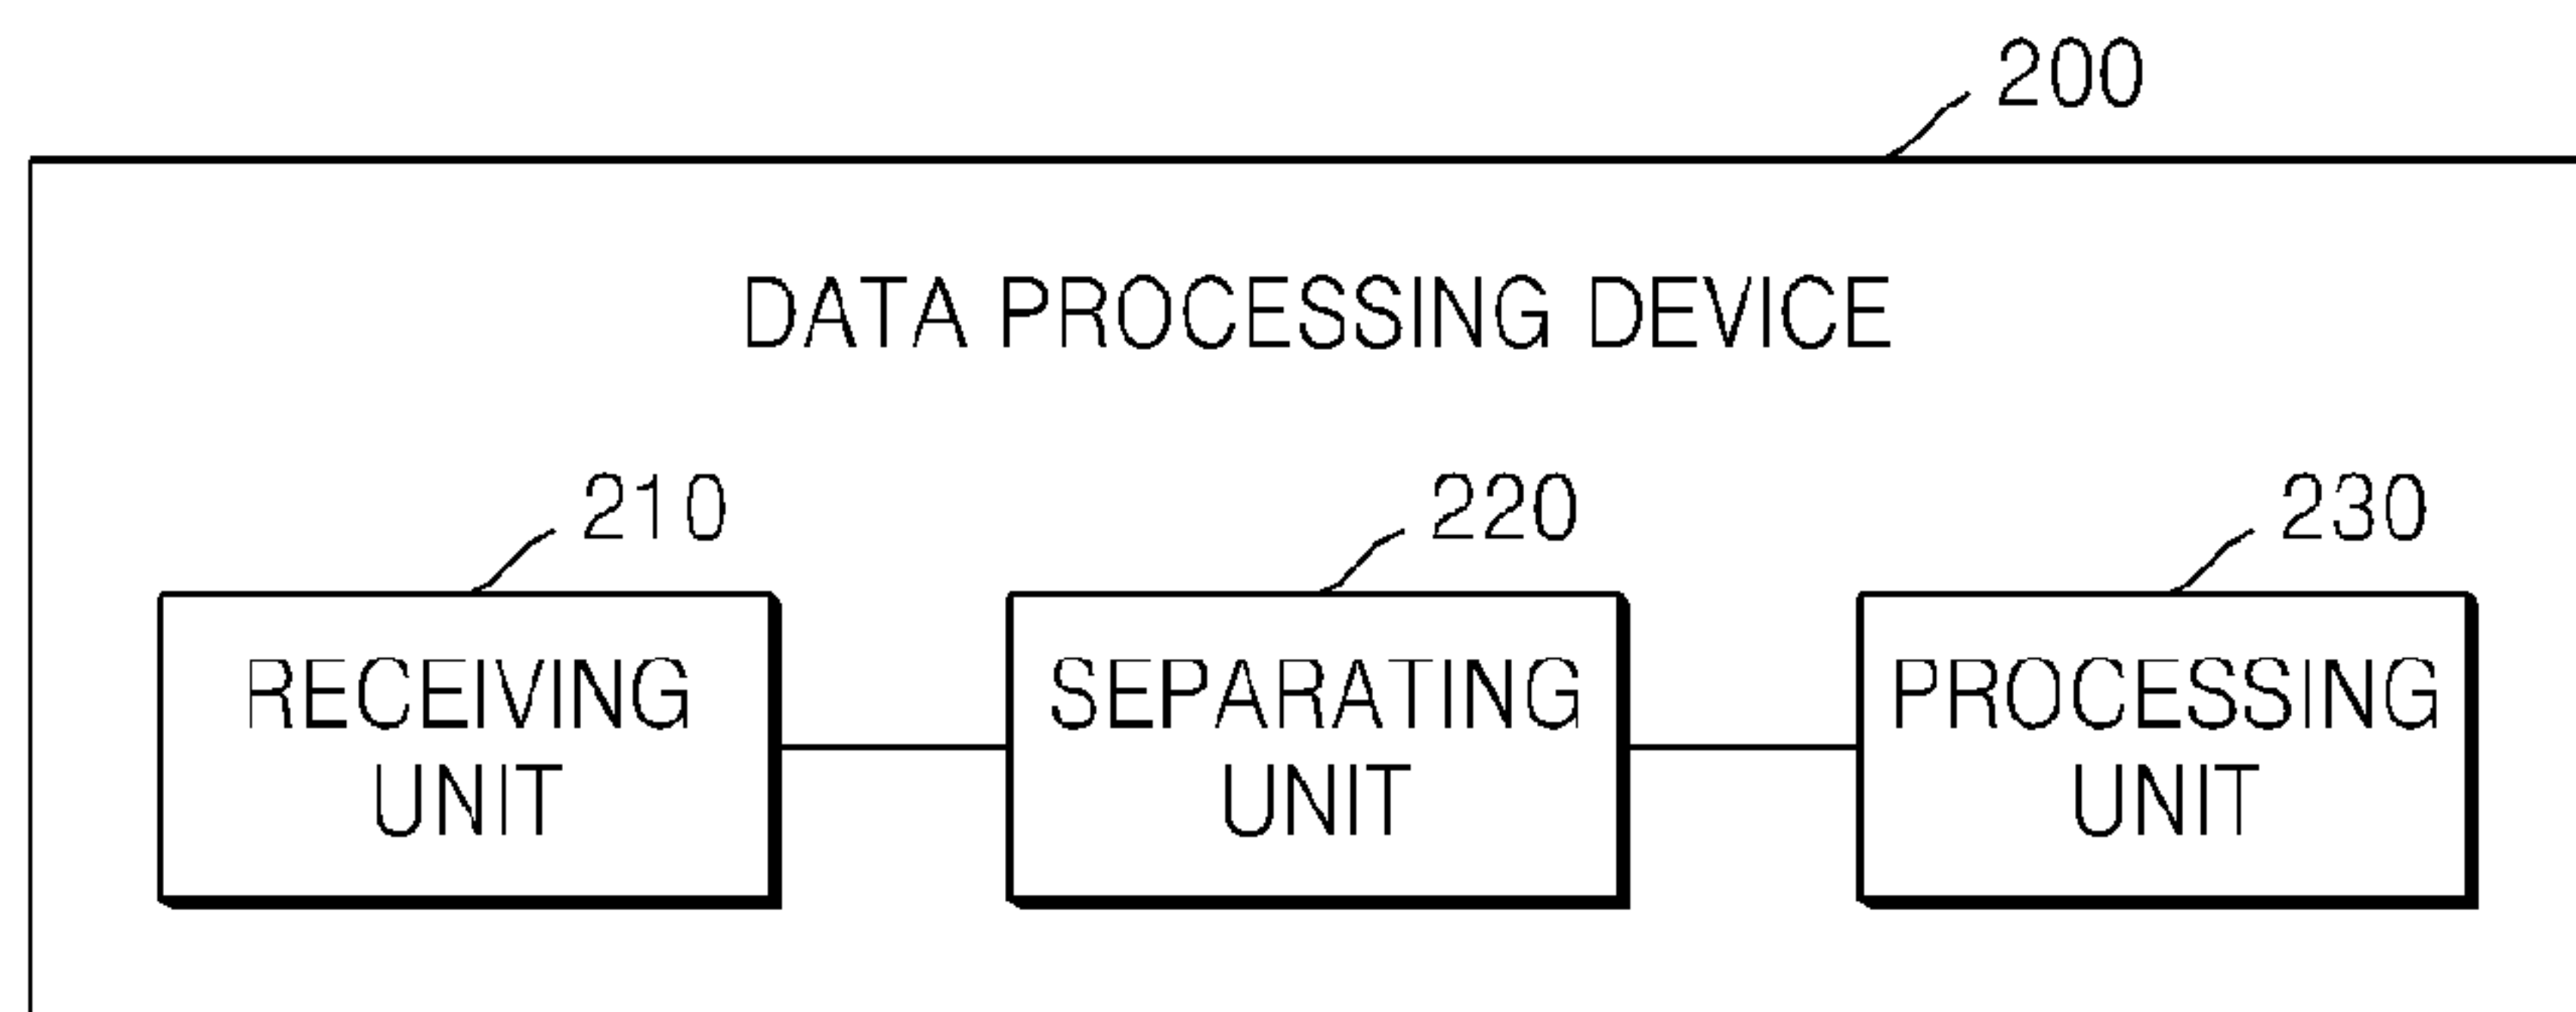 200
DATA PROCESSING DEVICE
210
220
230
RECEIVING
UNIT
SEPARATING
UNIT
PROCESSING
UNIT